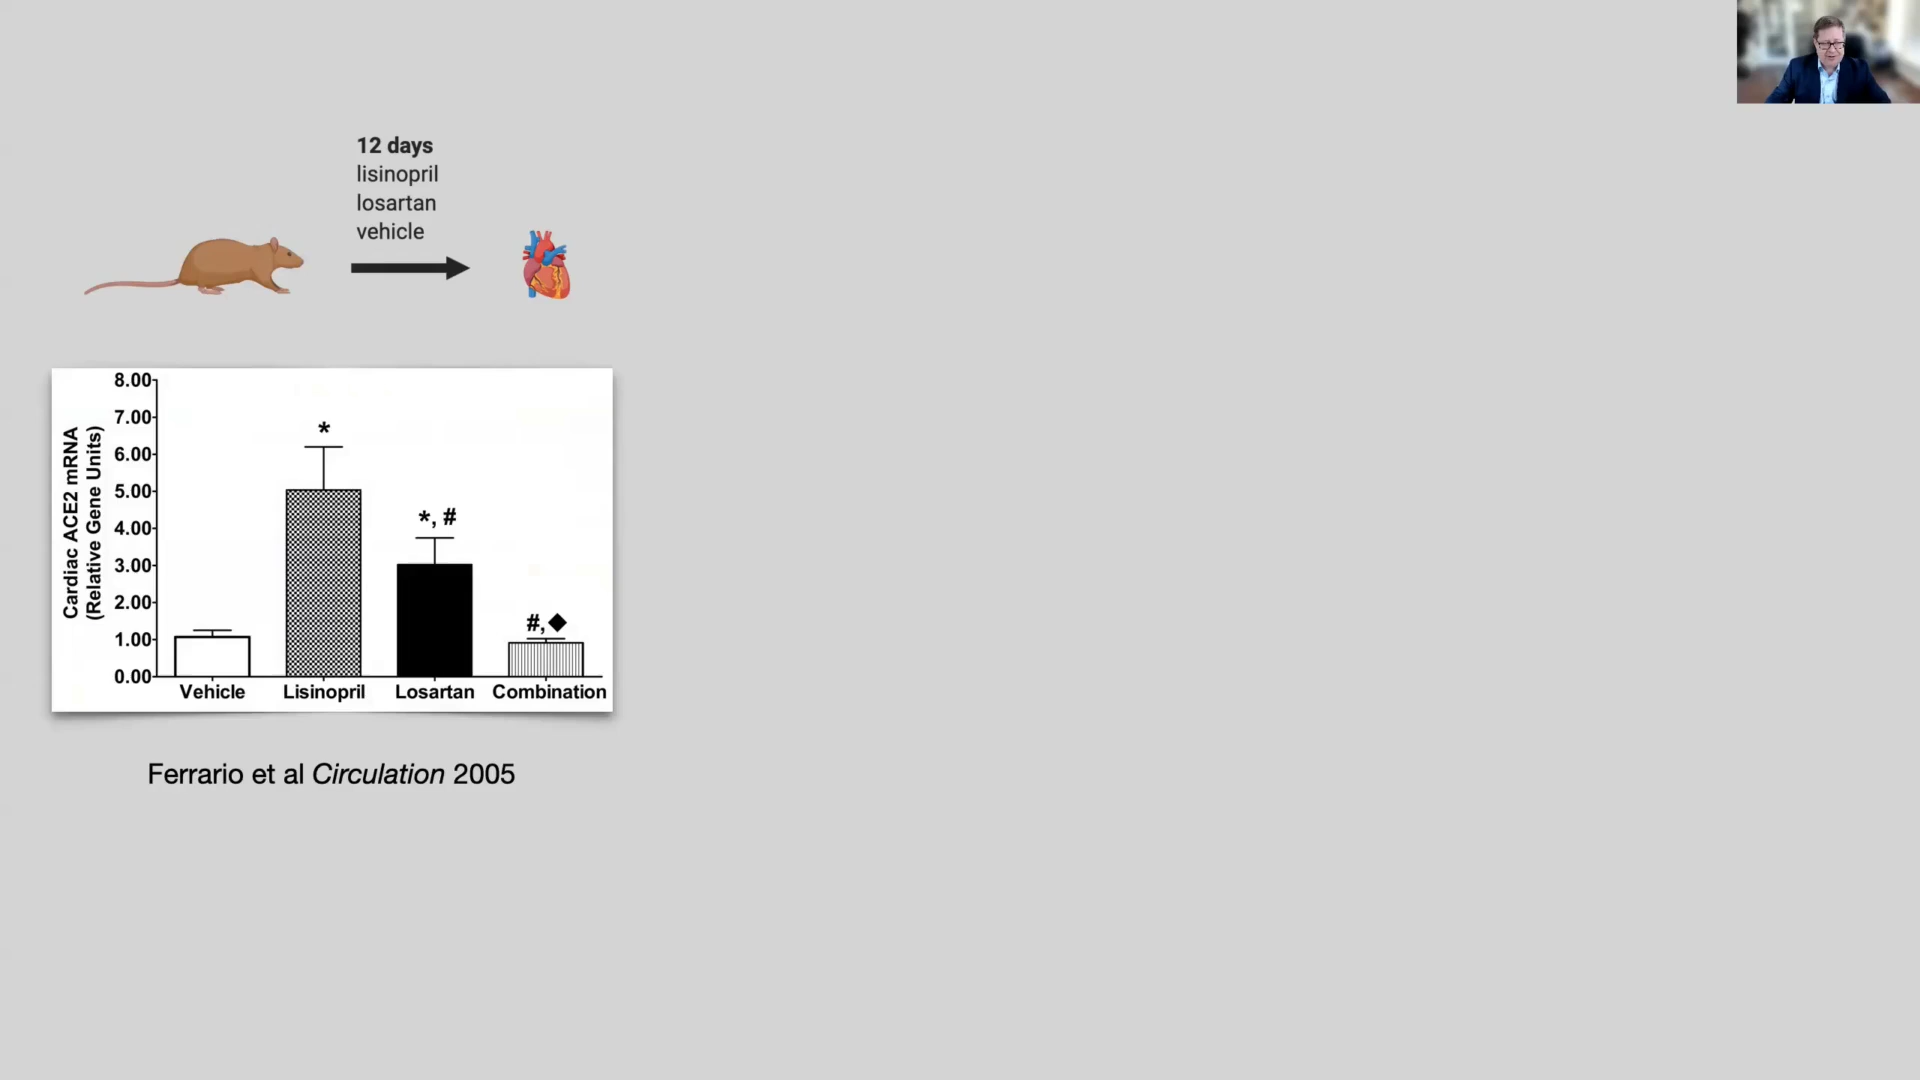 12 days
lisinopril
losartan
vehicle
8.00
7.00
6.00
5.00
4.00
3.00
2.00
1.00
0.00
Cardiac ACE2 mRNA
(Relative Gene Units)
*
*, #
#,◆
Vehicle Lisinopril Losartan Combination
Ferrario et al Circulation 2005